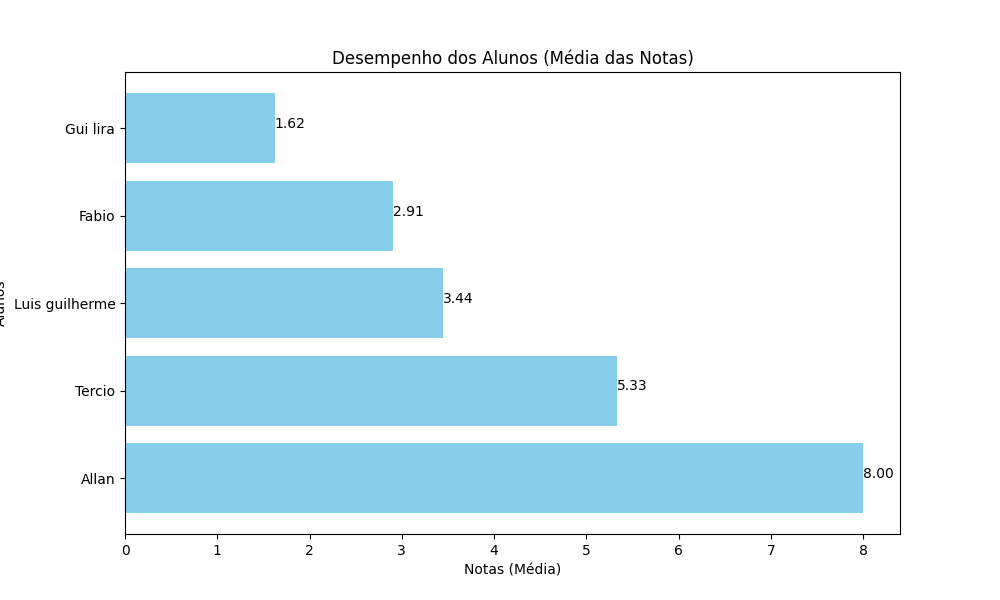 Desempenho dos Alunos (Média das Notas)
Gui lira
1.62
Fabio
2.91
Luis guilherme
3.44
Tercio
5.33
Allan
8.00
0 1 2 3 4 5 6 7 8
Notas (Média)
Alunos